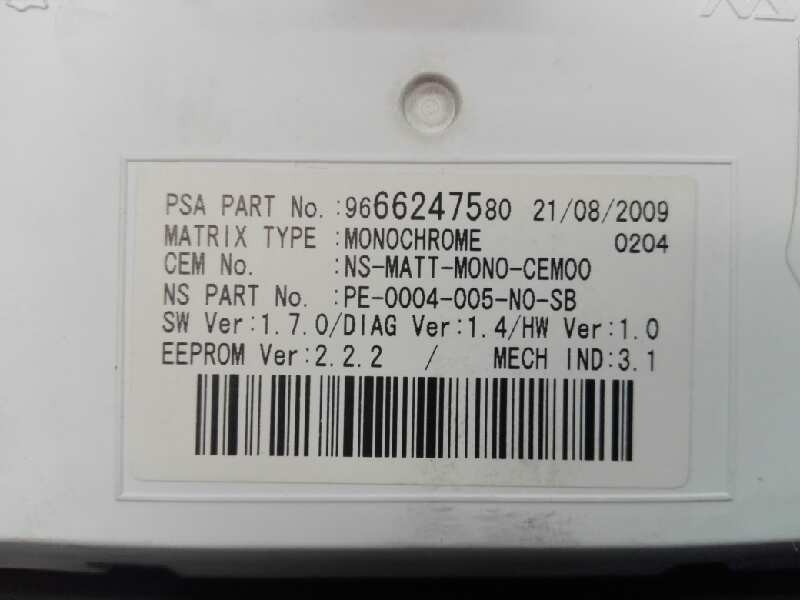 PSA PART No.:9666247580 21/08/2009
MATRIX TYPE :MONOCHROME 0204
CEM No. :NS-MATT-MONO-CEM00
NS PART No. :PE-0004-005-NO-SB
SW Ver:1.7.0/DIAG Ver:1.4/HW Ver:1.0
EEPROM Ver:2.2.2 / MECH IND:3.1